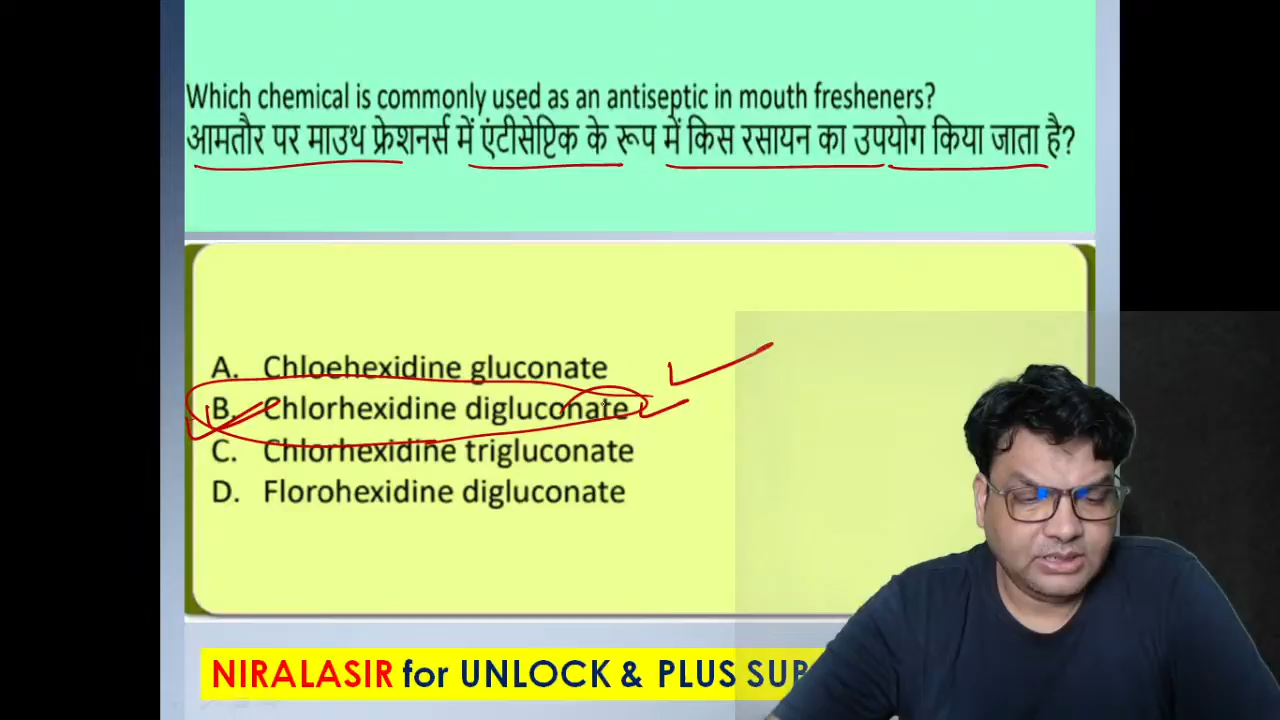 Which chemical is commonly used as an antiseptic in mouth fresheners?
आमतौर पर माउथ फ्रेशनर्स में एंटीसेप्टिक के रूप में किस रसायन का उपयोग किया जाता है?
A. Chloehexidine gluconate
B. Chlorhexidine digluconate
C. Chlorhexidine trigluconate
D. Florohexidine digluconate
NIRALASIR for UNLOCK & PLUS SUB